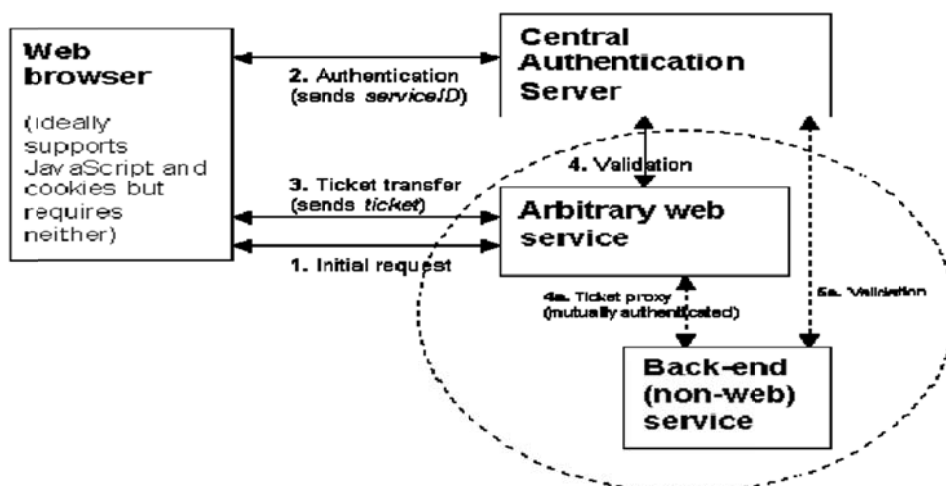 Web
browser
(ideally
supports
JavaScript and
cookies but
requires
neither)
Central
Authentication
Server
2. Authentication
(sends serviceID)
4. Validation
3. Ticket transfer
(sends ticket)
Arbitrary web
service
1. Initial request
4a. Ticket proxy
(mutually authenticated)
5a. Validation
Back-end
(non-web)
service